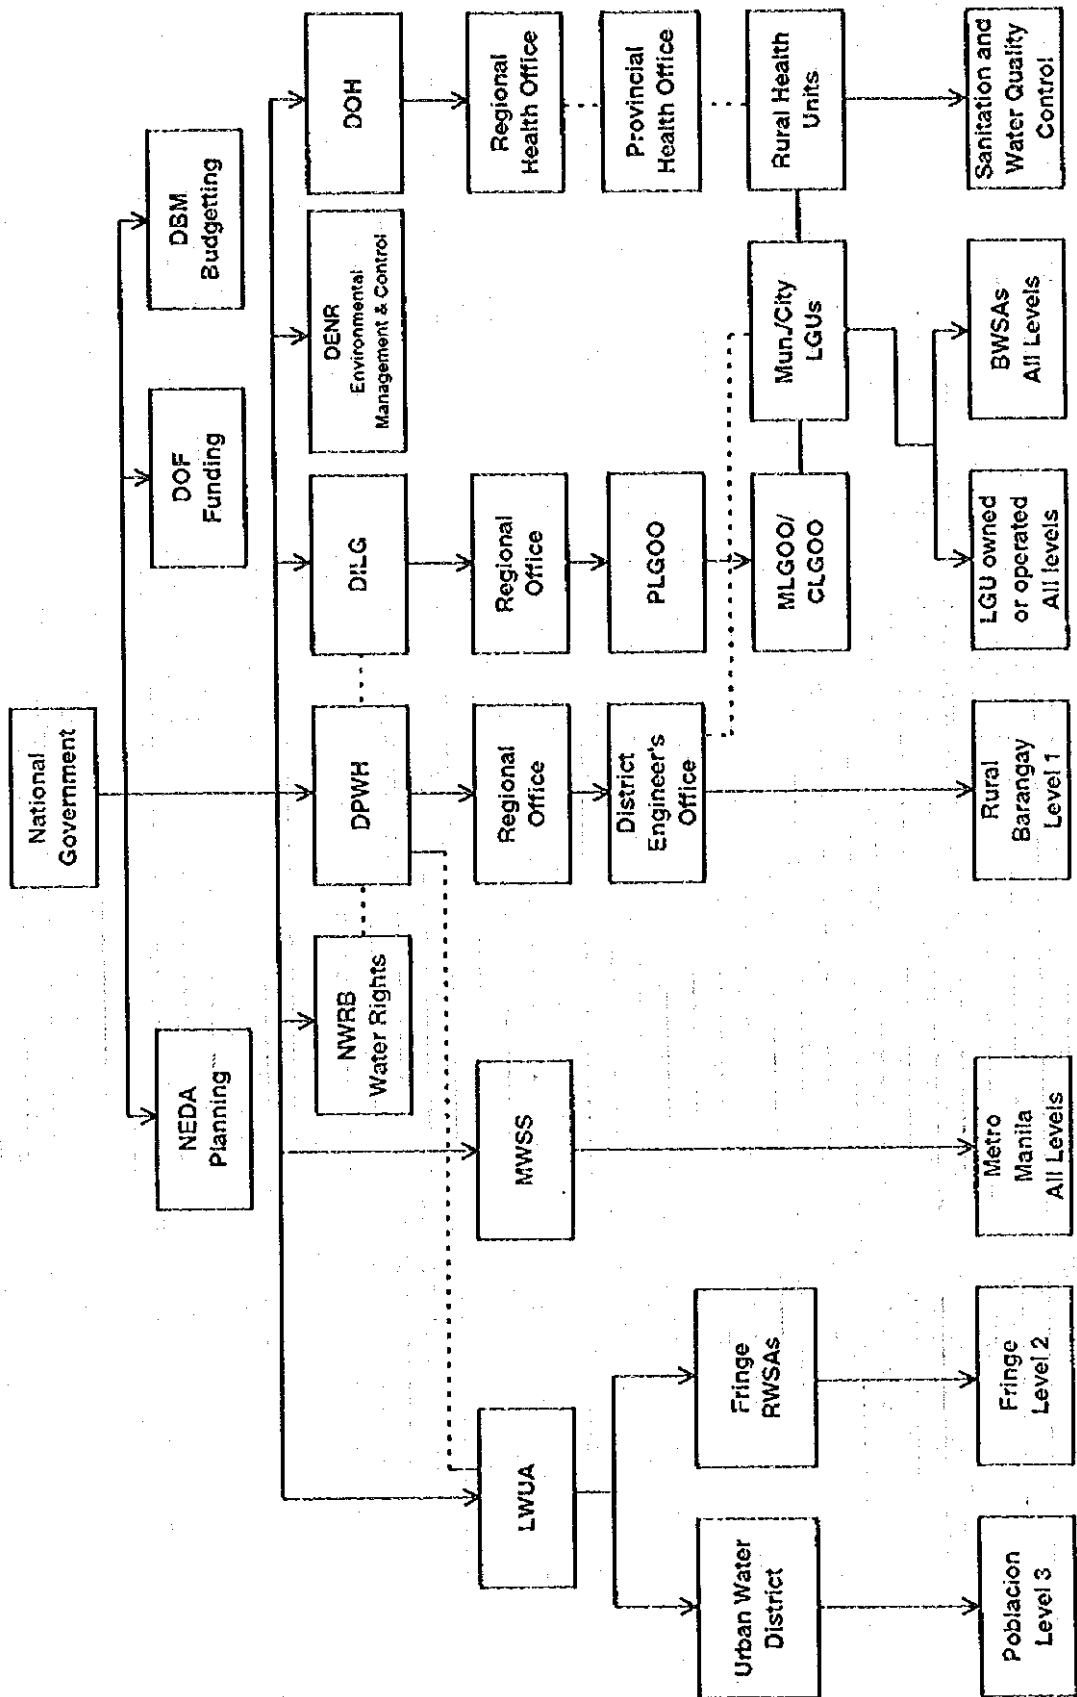 National
Government
NEDA
Planning
DOF
Funding
DBM
Budgetting
NWRB
Water Rights
DPWH
DILG
DENR
Environmental
Management & Control
DOH
LWUA
MWSS
Regional
Office
Regional
Office
Regional
Health Office
District
Engineer's
Office
PLGOO
Provincial
Health Office
Urban Water
District
Fringe
RWSAs
MLGOO/
CLGOO
Mun./City
LGUs
Rural Health
Units
Poblacion
Level 3
Fringe
Level 2
Metro
Manila
All Levels
Rural
Barangay
Level 1
LGU owned
or operated
All levels
BWSAs
All Levels
Sanitation and
Water Quality
Control